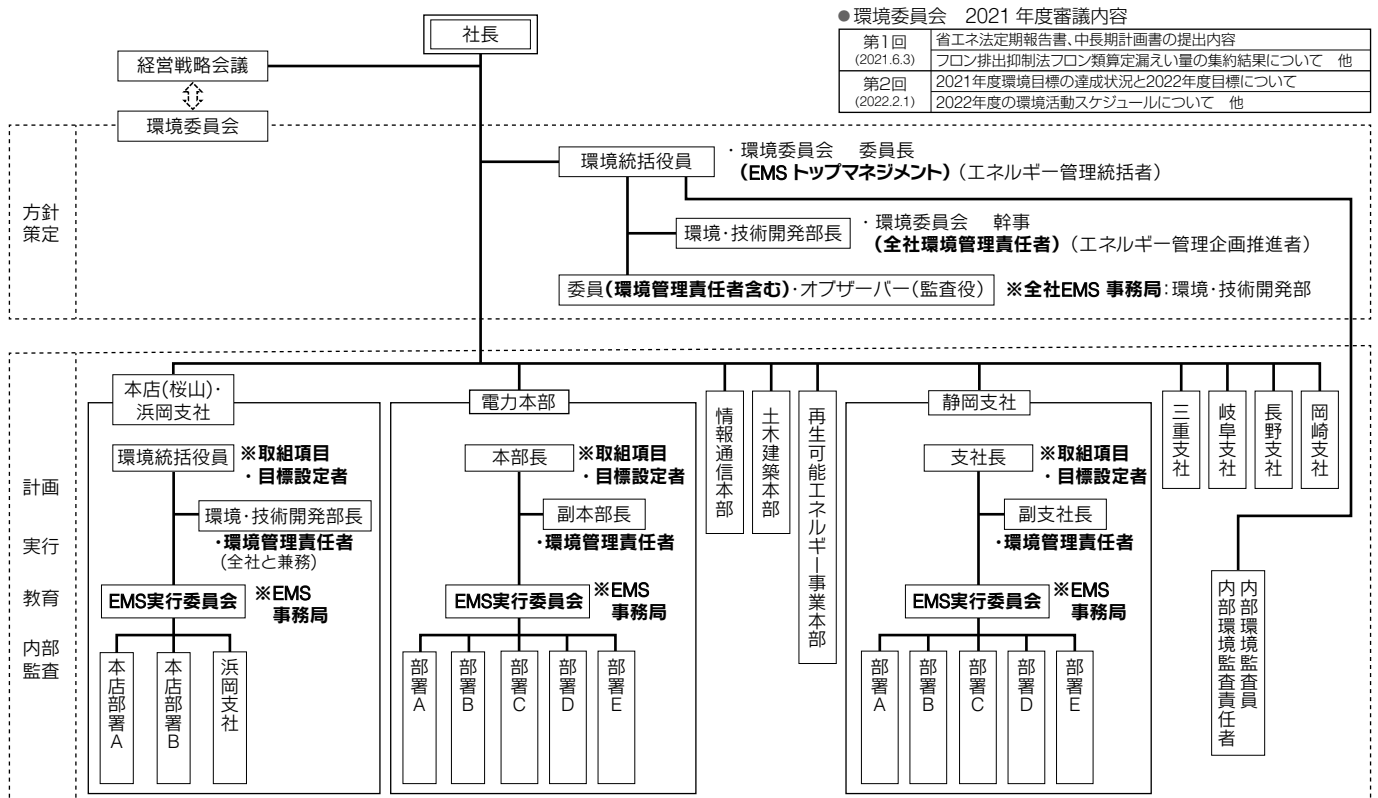 社長
経営戦略会議
環境委員会
●環境委員会　2021年度審議内容
第1回
(2021.6.3)
省エネ法定期報告書、中長期計画書の提出内容
フロン排出抑制法フロン類算定漏えい量の集約結果について　他
第2回
(2022.2.1)
2021年度環境目標の達成状況と2022年度目標について
2022年度の環境活動スケジュールについて　他
方針
策定
環境統括役員
・環境委員会　委員長
(EMS トップマネジメント)（エネルギー管理統括者）
環境・技術開発部長
・環境委員会　幹事
(全社環境管理責任者)（エネルギー管理企画推進者）
委員(環境管理責任者含む)・オブザーバー(監査役)
※全社EMS 事務局:環境・技術開発部
計画
実行
教育
内部
監査
本店(桜山)・
浜岡支社
環境統括役員
※取組項目
・目標設定者
環境・技術開発部長
・環境管理責任者
(全社と兼務)
EMS実行委員会
※EMS
事務局
本店部署A
本店部署B
浜岡支社
電力本部
本部長
※取組項目
・目標設定者
副本部長
・環境管理責任者
EMS実行委員会
※EMS
事務局
部署A
部署B
部署C
部署D
部署E
情報通信本部
土木建築本部
再生可能エネルギー事業本部
静岡支社
支社長
※取組項目
・目標設定者
副支社長
・環境管理責任者
EMS実行委員会
※EMS
事務局
部署A
部署B
部署C
部署D
部署E
三重支社
岐阜支社
長野支社
岡崎支社
内部環境監査員
内部環境監査責任者